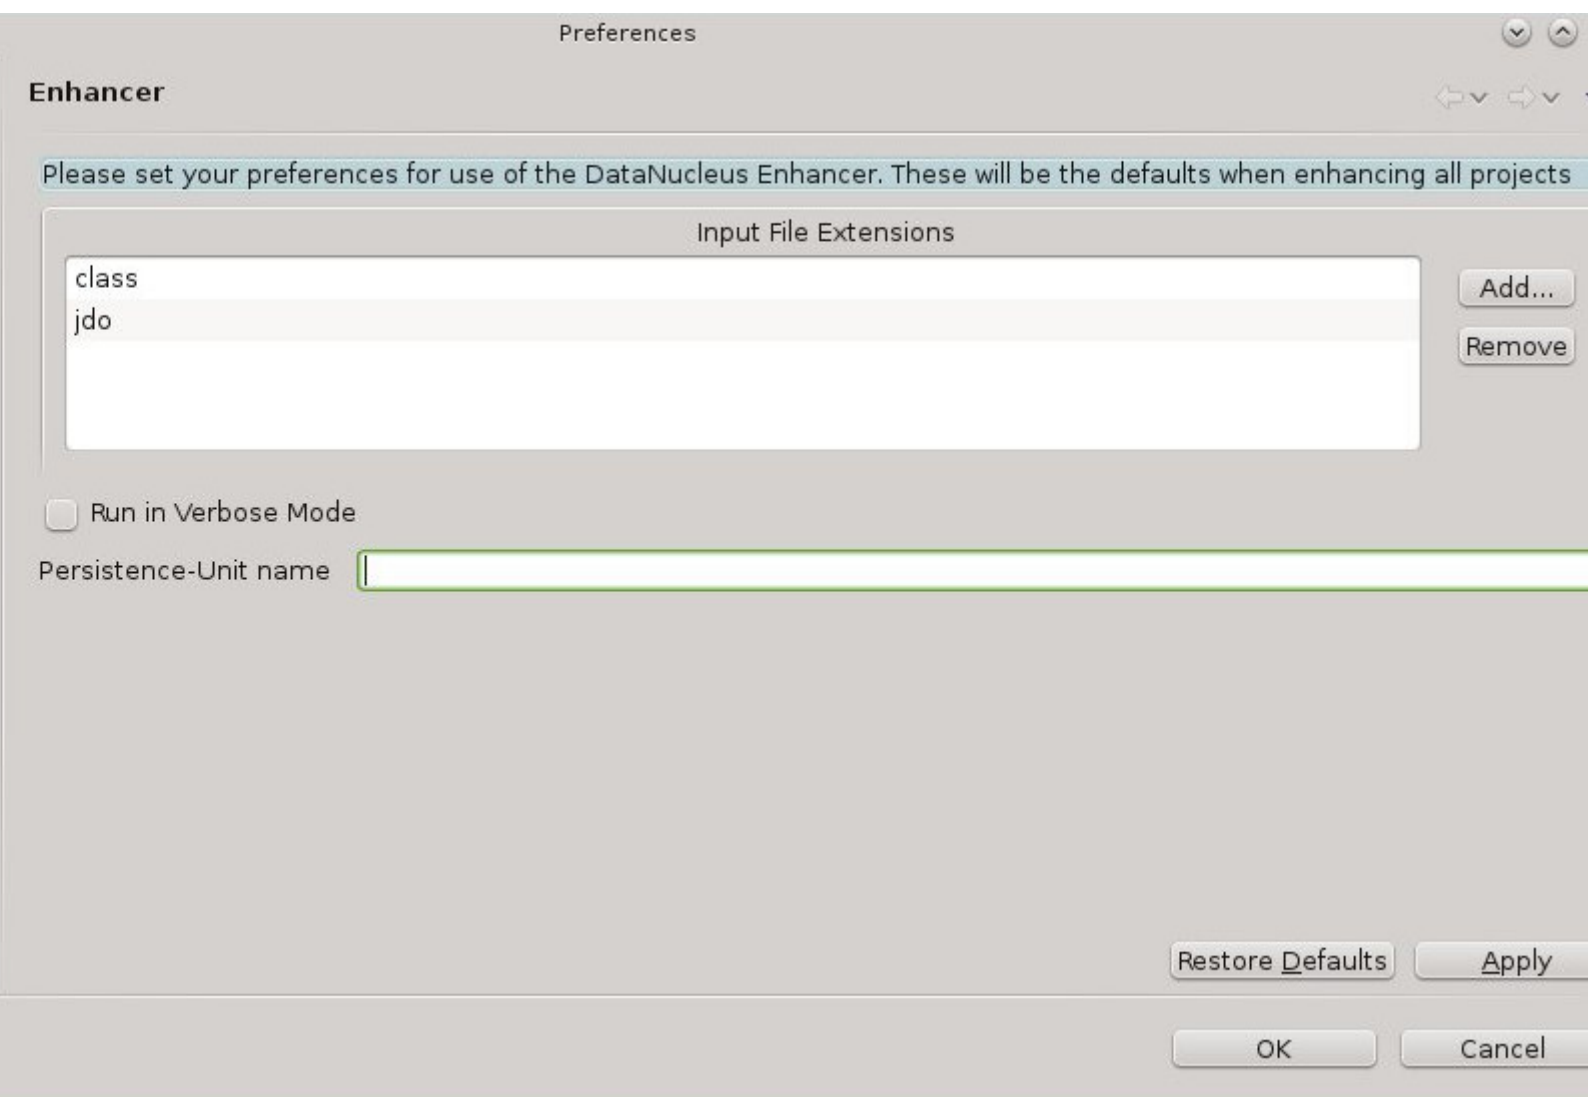 Preferences
Enhancer
Please set your preferences for use of the DataNucleus Enhancer. These will be the defaults when enhancing all projects
Input File Extensions
class
jdo
Add...
Remove
Run in Verbose Mode
Persistence-Unit name
Restore Defaults
Apply
OK
Cancel